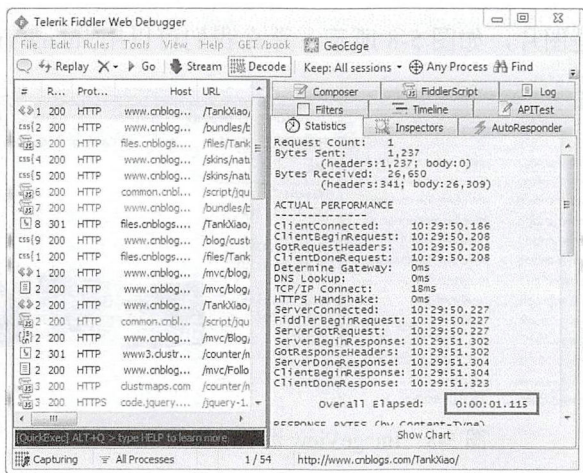 Telerik Fiddler Web Debugger
File Edit Rules Tools View Help GET /book GeoEdge
Replay Go Stream Decode Keep: All sessions Any Process Find
# R... Prot... Host URL
1 200 HTTP www.cnblog... /TankXiao,
2 200 HTTP www.cnblog... /bundles/b
3 200 HTTP files.cnblogs.... /files/Tank
4 200 HTTP www.cnblog... /skins/nat
5 200 HTTP www.cnblog... /skins/nat
6 200 HTTP common.cnbl... /script/jqu
7 200 HTTP www.cnblog... /bundles/b
8 301 HTTP files.cnblogs.... /TankXiao,
9 200 HTTP www.cnblog... /blog/cust
1 200 HTTP files.cnblogs.... /files/Tank
1 200 HTTP www.cnblog... /mvc/blog,
2 200 HTTP www.cnblog... /mvc/blog,
2 200 HTTP www.cnblog... /TankXiao,
2 200 HTTP common.cnbl... /script/jqu
2 200 HTTP www.cnblog... /mvc/Blog,
2 301 HTTP www3.clustr... /counter/n
2 200 HTTP www.cnblog... /mvc/Follo
3 200 HTTP clustrmaps.com /counter/n
3 200 HTTPS code.jquery.... /jquery-1.
[QuickExec] ALT+Q > type HELP to learn more
Composer FiddlerScript Log
Filters Timeline APITest
Statistics Inspectors AutoResponder
Request Count: 1
Bytes Sent: 1,237
(headers:1,237; body:0)
Bytes Received: 26,650
(headers:341; body:26,309)
ACTUAL PERFORMANCE
--------------
ClientConnected: 10:29:50.186
ClientBeginRequest: 10:29:50.208
GotRequestHeaders: 10:29:50.208
ClientDoneRequest: 10:29:50.208
Determine Gateway: 0ms
DNS Lookup: 0ms
TCP/IP Connect: 18ms
HTTPS Handshake: 0ms
ServerConnected: 10:29:50.227
FiddlerBeginRequest: 10:29:50.227
ServerGotRequest: 10:29:50.227
ServerBeginResponse: 10:29:51.302
GotResponseHeaders: 10:29:51.302
ServerDoneResponse: 10:29:51.304
ClientBeginResponse: 10:29:51.304
ClientDoneResponse: 10:29:51.323
Overall Elapsed: 0:00:01.115
RESPONSE BYTES (by Content-Type)
Show Chart
Capturing All Processes 1 / 54 http://www.cnblogs.com/TankXiao/